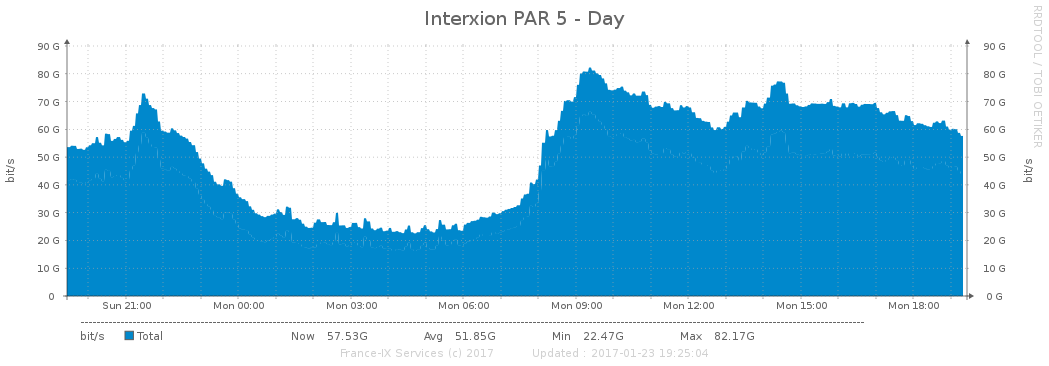 Interxion PAR 5 - Day
RRDTOOL / TOBI OETIKER
90 G 90 G
80 G 80 G
70 G 70 G
60 G 60 G
50 G 50 G
40 G 40 G
30 G 30 G
20 G 20 G
10 G 10 G
0 0 G
bit/s bit/s
Sun 21:00 Mon 00:00 Mon 03:00 Mon 06:00 Mon 09:00 Mon 12:00 Mon 15:00 Mon 18:00
bit/s Total Now 57.53G Avg 51.85G Min 22.47G Max 82.17G
France-IX Services (c) 2017 Updated : 2017-01-23 19:25:04